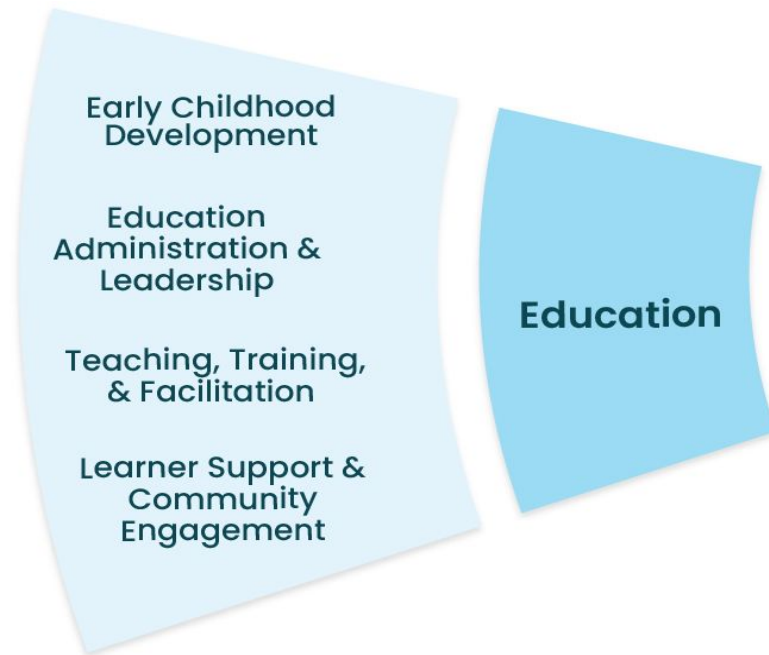 Early Childhood
Development
Education
Administration &
Leadership
Teaching, Training,
& Facilitation
Learner Support &
Community
Engagement
Education